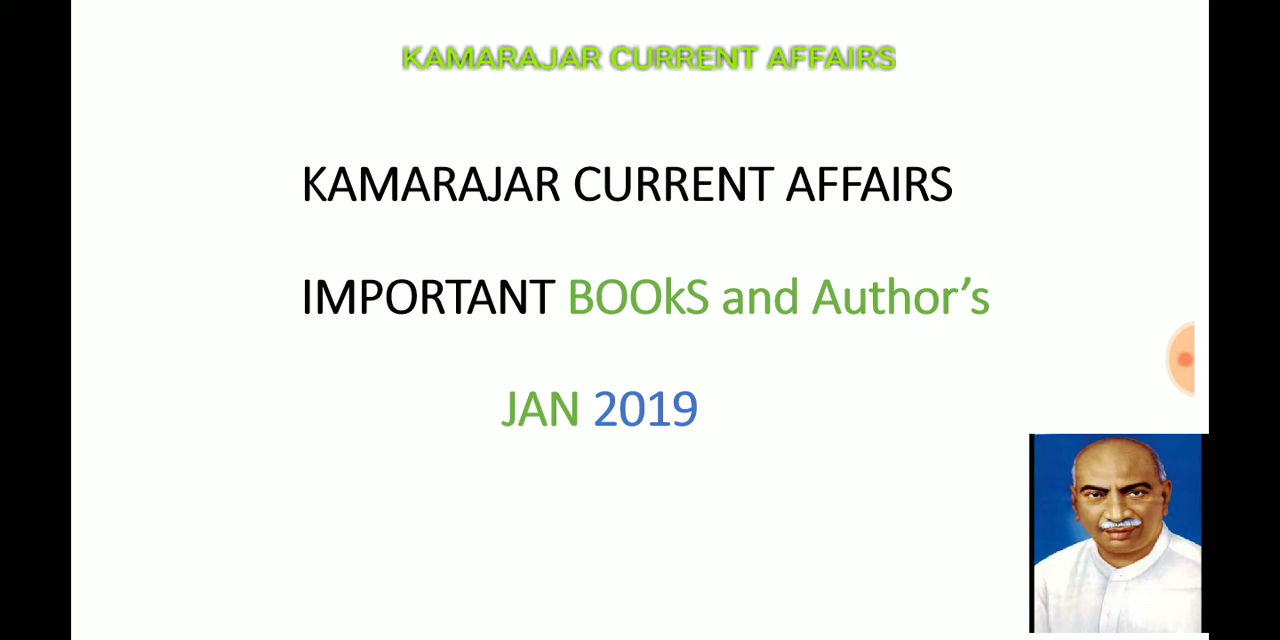 KAMARAJAR CURRENT AFFAIRS
KAMARAJAR CURRENT AFFAIRS
IMPORTANT BOOkS and Author’s
JAN 2019